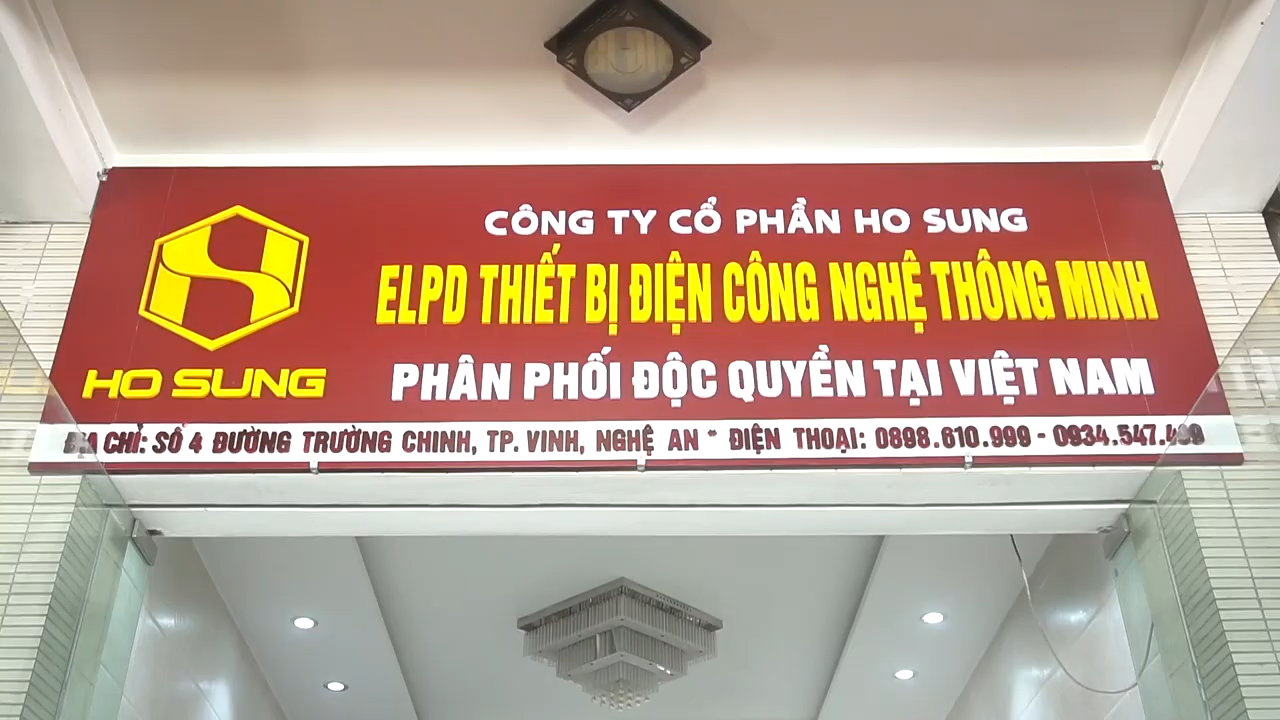 CÔNG TY CỔ PHẦN HO SUNG
ELPD THIẾT BỊ ĐIỆN CÔNG NGHỆ THÔNG MINH
HO SUNG
PHÂN PHỐI ĐỘC QUYỀN TẠI VIỆT NAM
ĐỊA CHỈ: SỐ 4 ĐƯỜNG TRƯỜNG CHINH, TP. VINH, NGHỆ AN * ĐIỆN THOẠI: 0898.610.999 -